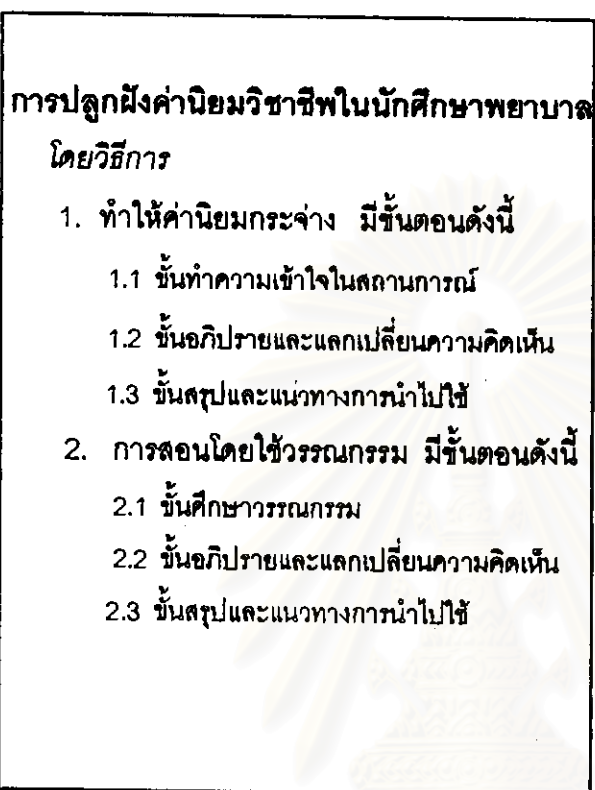 การปลูกฝังค่านิยมวิชาชีพในนักศึกษาพยาบาล
โดยวิธีการ
1. ทำให้ค่านิยมกระจ่าง มีขั้นตอนดังนี้
1.1 ขั้นทำความเข้าใจในสถานการณ์
1.2 ขั้นอภิปรายและแลกเปลี่ยนความคิดเห็น
1.3 ขั้นสรุปและแนวทางการนำไปใช้
2. การสอนโดยใช้วรรณกรรม มีขั้นตอนดังนี้
2.1 ขั้นศึกษาวรรณกรรม
2.2 ขั้นอภิปรายและแลกเปลี่ยนความคิดเห็น
2.3 ขั้นสรุปและแนวทางการนำไปใช้